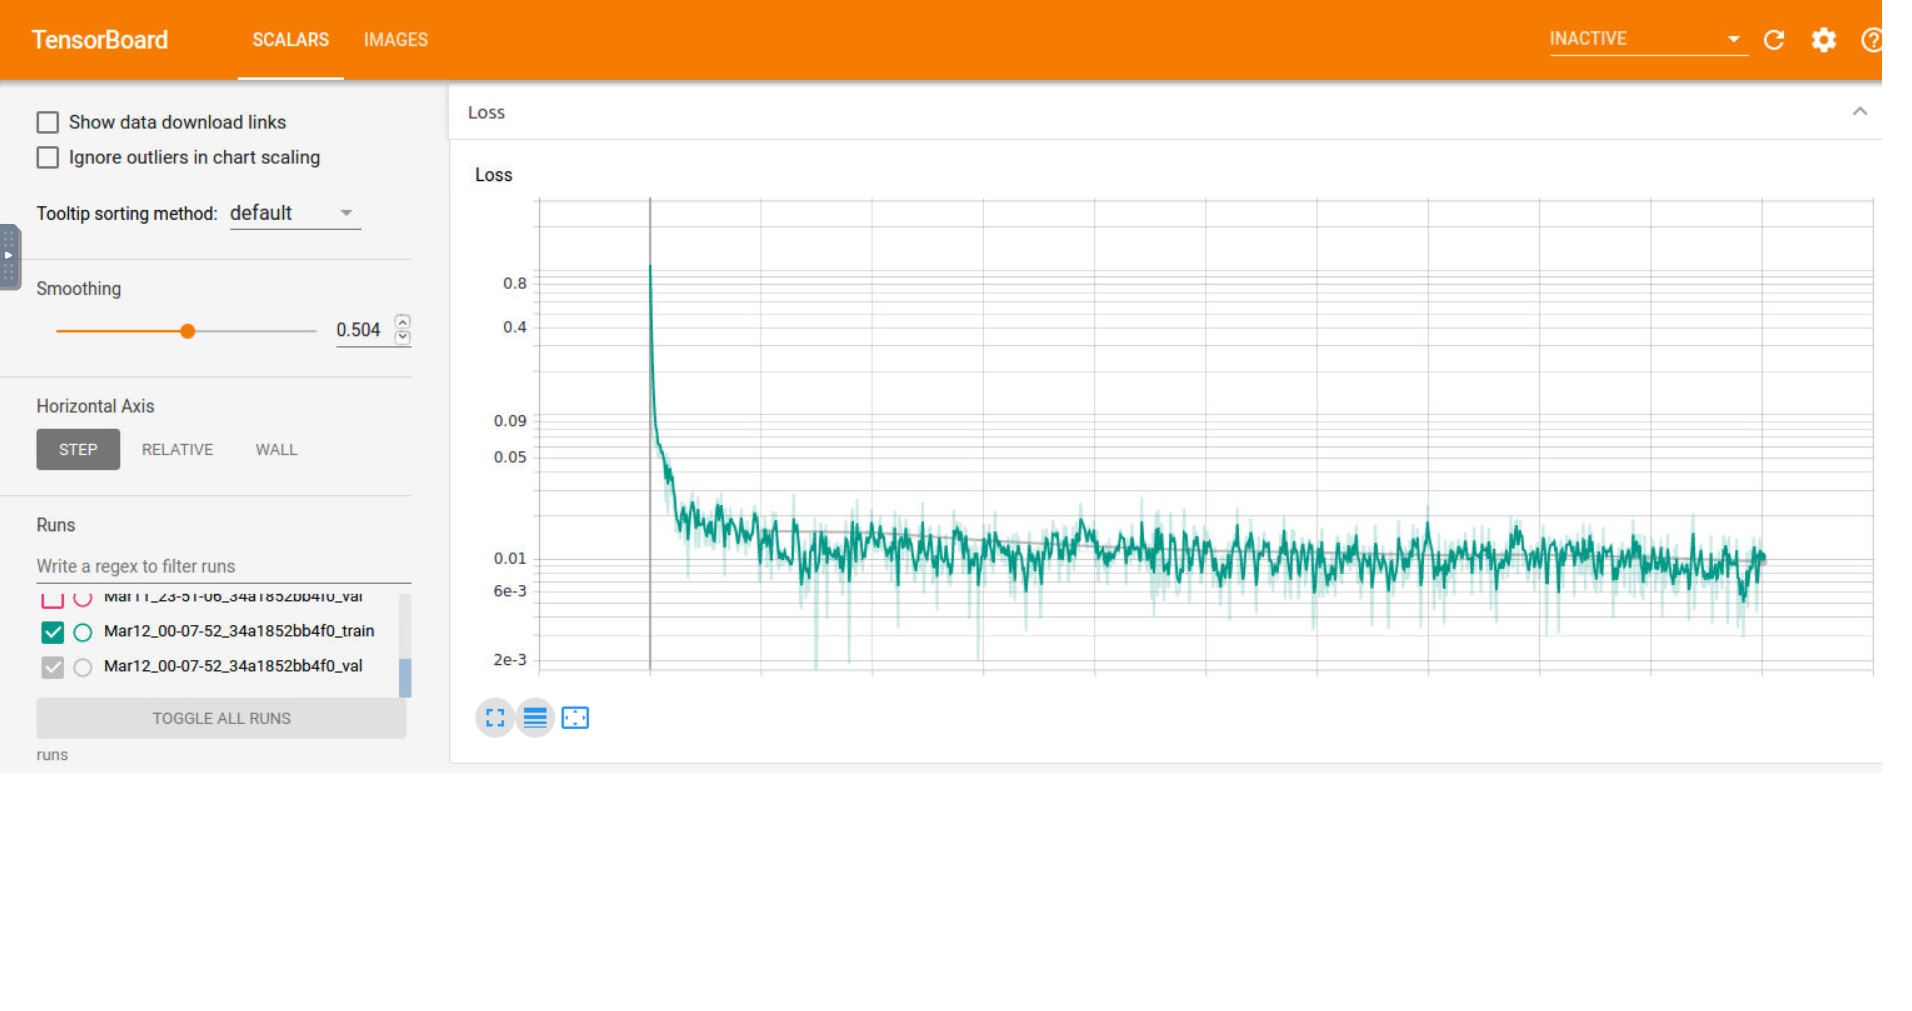 TensorBoard SCALARS IMAGES INACTIVE
Show data download links
Ignore outliers in chart scaling
Tooltip sorting method: default
Smoothing
0.504
Horizontal Axis
STEP RELATIVE WALL
Runs
Write a regex to filter runs
Mar11_23-51-06_34a1852bb4f0_val
Mar12_00-07-52_34a1852bb4f0_train
Mar12_00-07-52_34a1852bb4f0_val
TOGGLE ALL RUNS
runs
Loss
Loss
0.8
0.4
0.09
0.05
0.01
6e-3
2e-3